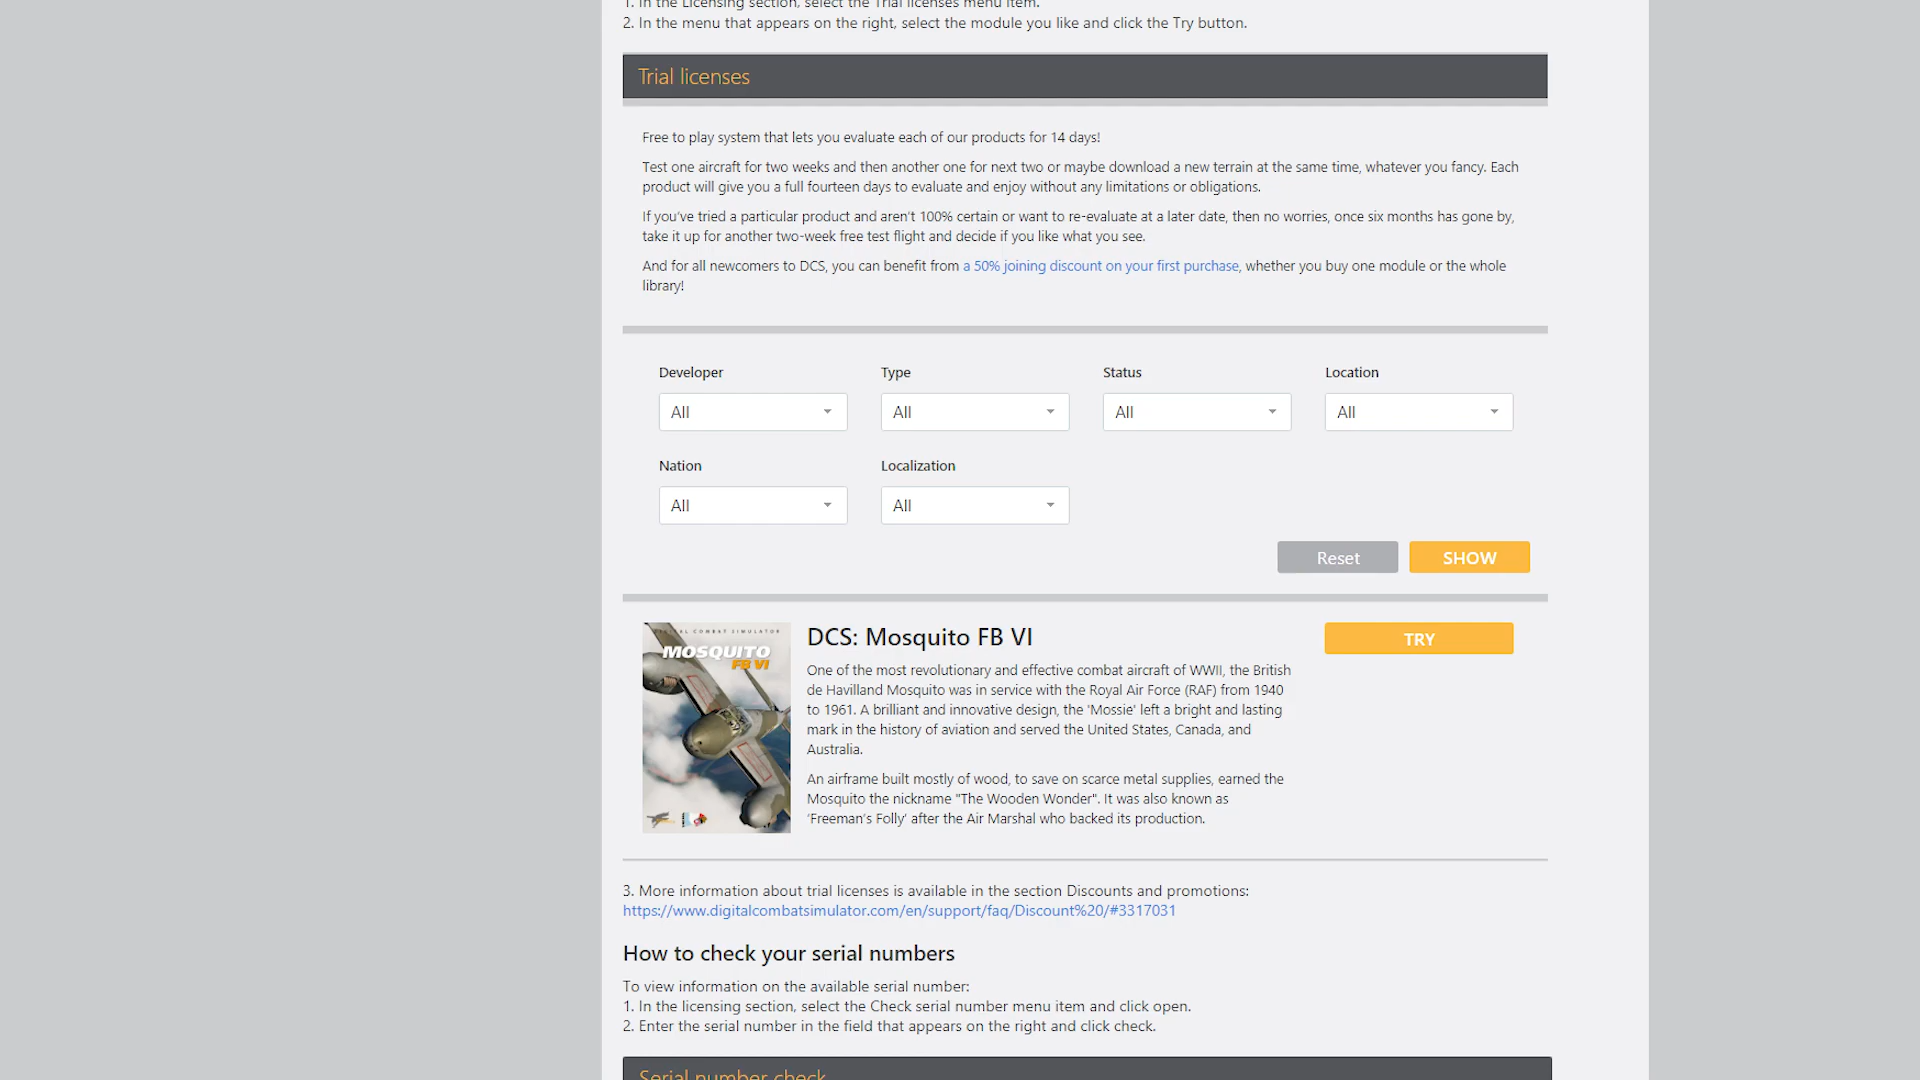 1. In the Licensing section, select the Trial licenses menu item.
2. In the menu that appears on the right, select the module you like and click the Try button.
Trial licenses
Free to play system that lets you evaluate each of our products for 14 days!
Test one aircraft for two weeks and then another one for next two or maybe download a new terrain at the same time, whatever you fancy. Each
product will give you a full fourteen days to evaluate and enjoy without any limitations or obligations.
If you've tried a particular product and aren't 100% certain or want to re-evaluate at a later date, then no worries, once six months has gone by,
take it up for another two-week free test flight and decide if you like what you see.
And for all newcomers to DCS, you can benefit from a 50% joining discount on your first purchase, whether you buy one module or the whole
library!
Developer Type Status Location
All All All All
Nation Localization
All All
Reset SHOW
DIGITAL COMBAT SIMULATOR
MOSQUITO
FB VI
DCS: Mosquito FB VI
TRY
One of the most revolutionary and effective combat aircraft of WWII, the British
de Havilland Mosquito was in service with the Royal Air Force (RAF) from 1940
to 1961. A brilliant and innovative design, the 'Mossie' left a bright and lasting
mark in the history of aviation and served the United States, Canada, and
Australia.
An airframe built mostly of wood, to save on scarce metal supplies, earned the
Mosquito the nickname "The Wooden Wonder". It was also known as
'Freeman's Folly' after the Air Marshal who backed its production.
3. More information about trial licenses is available in the section Discounts and promotions:
https://www.digitalcombatsimulator.com/en/support/faq/Discount%20/#3317031
How to check your serial numbers
To view information on the available serial number:
1. In the licensing section, select the Check serial number menu item and click open.
2. Enter the serial number in the field that appears on the right and click check.
Serial number check